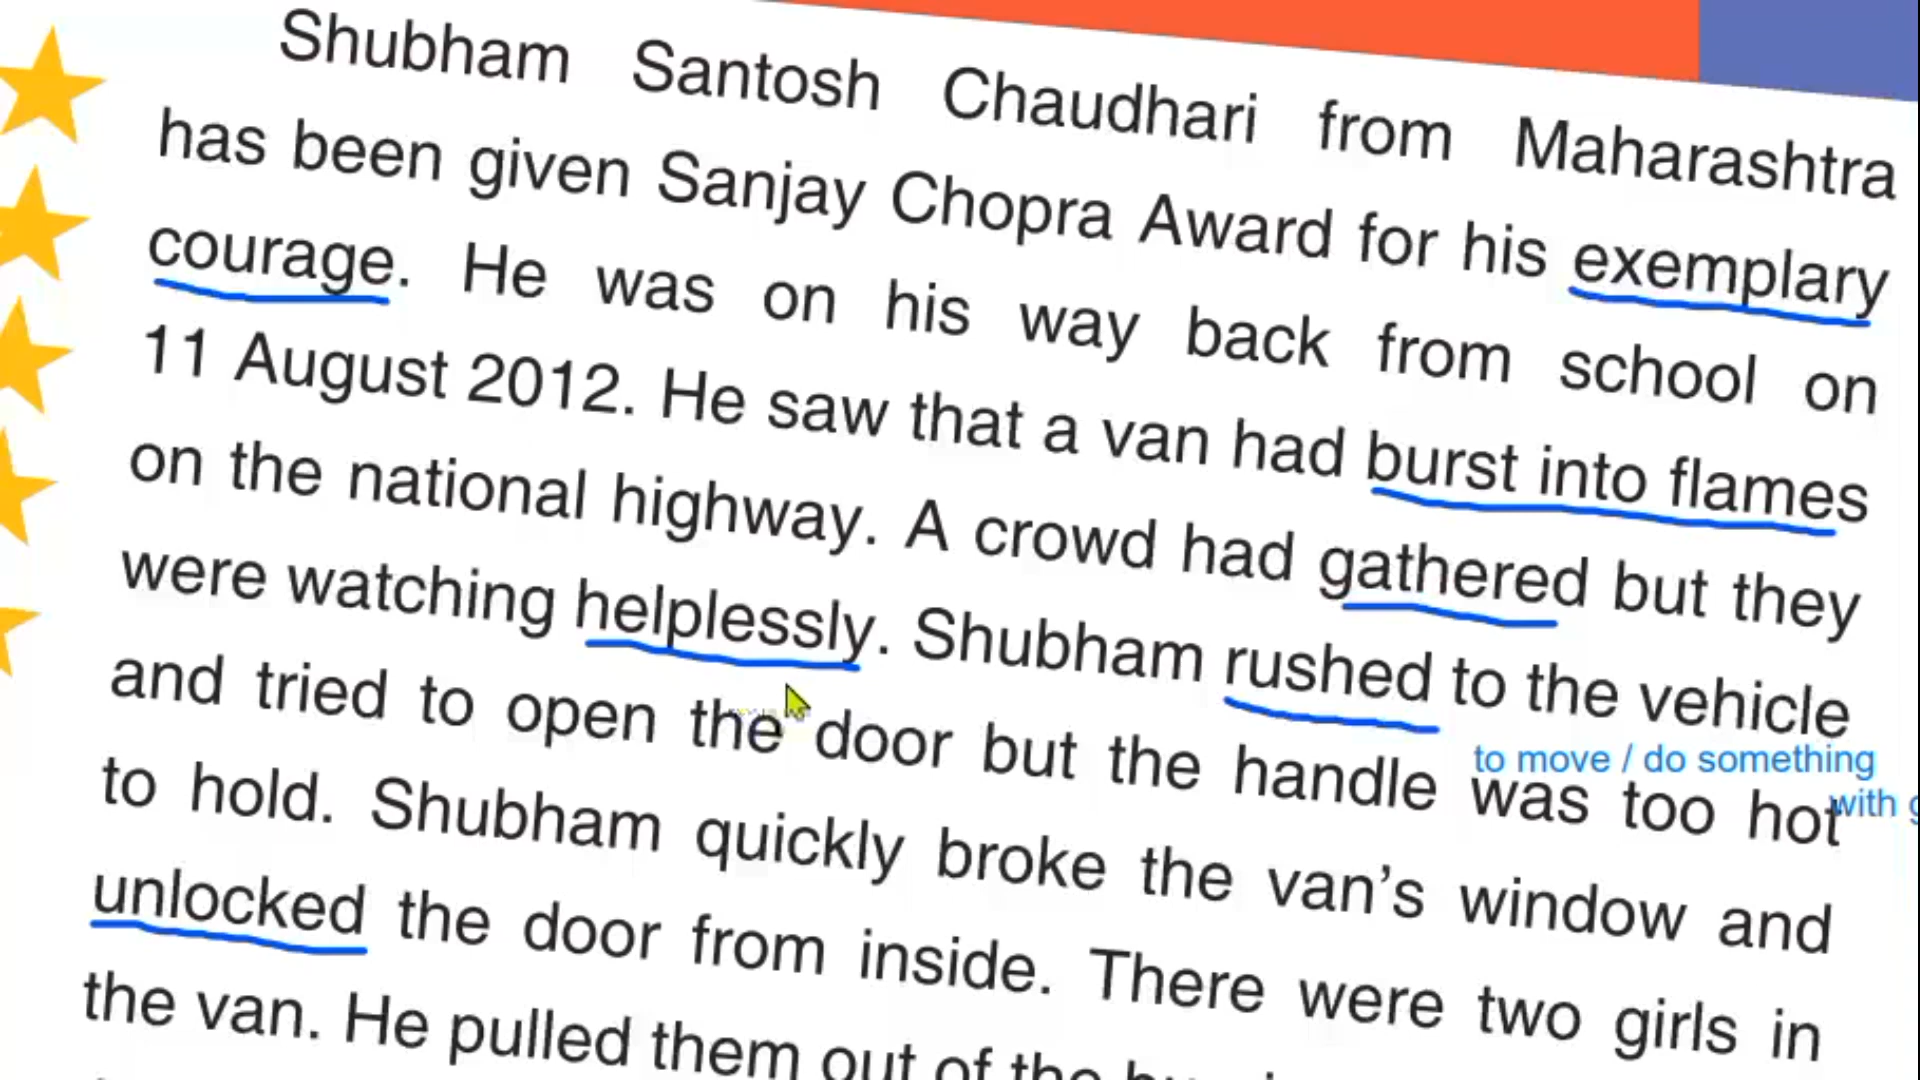 Shubham Santosh Chaudhari from Maharashtra
has been given Sanjay Chopra Award for his exemplary
courage. He was on his way back from school on
11 August 2012. He saw that a van had burst into flames
on the national highway. A crowd had gathered but they
were watching helplessly. Shubham rushed to the vehicle
to move / do something
with
and tried to open the door but the handle was too hot
to hold. Shubham quickly broke the van's window and
unlocked the door from inside. There were two girls in
the van. He pulled them out of the